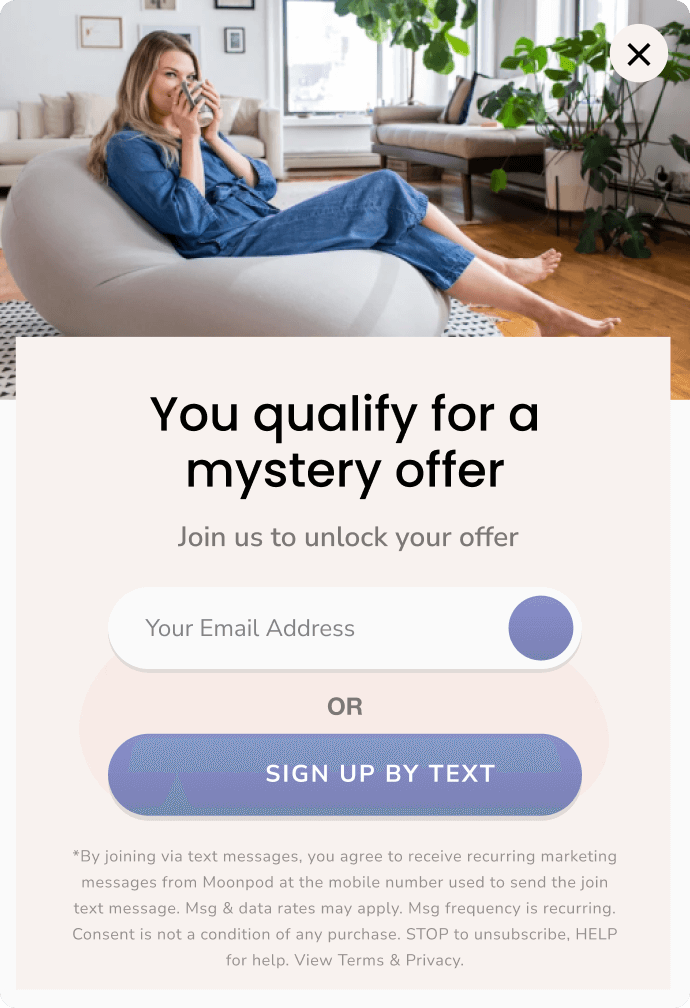 You qualify for a
mystery offer
Join us to unlock your offer
Your Email Address
OR
SIGN UP BY TEXT
*By joining via text messages, you agree to receive recurring marketing
messages from Moonpod at the mobile number used to send the join
text message. Msg & data rates may apply. Msg frequency is recurring.
Consent is not a condition of any purchase. STOP to unsubscribe, HELP
for help. View Terms & Privacy.